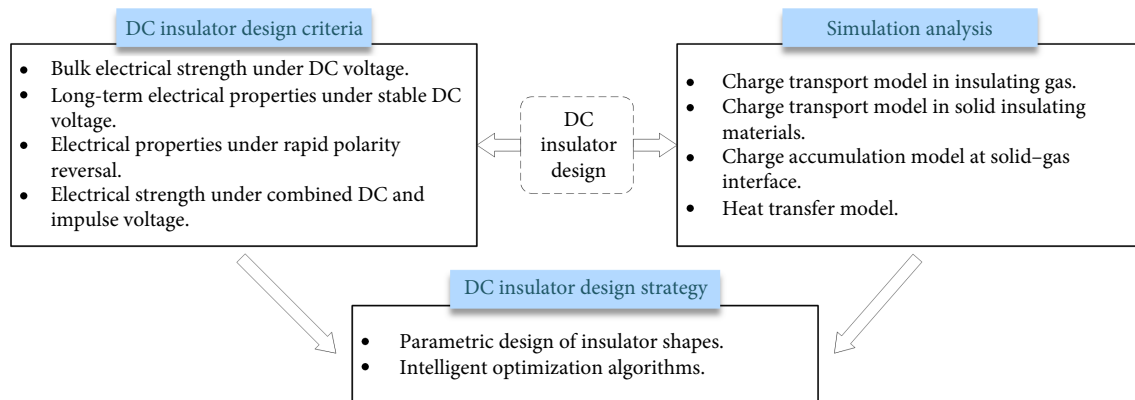 DC insulator design criteria
• Bulk electrical strength under DC voltage.
• Long-term electrical properties under stable DC
voltage.
• Electrical properties under rapid polarity
reversal.
• Electrical strength under combined DC and
impulse voltage.
DC
insulator
design
Simulation analysis
• Charge transport model in insulating gas.
• Charge transport model in solid insulating
materials.
• Charge accumulation model at solid–gas
interface.
• Heat transfer model.
DC insulator design strategy
• Parametric design of insulator shapes.
• Intelligent optimization algorithms.